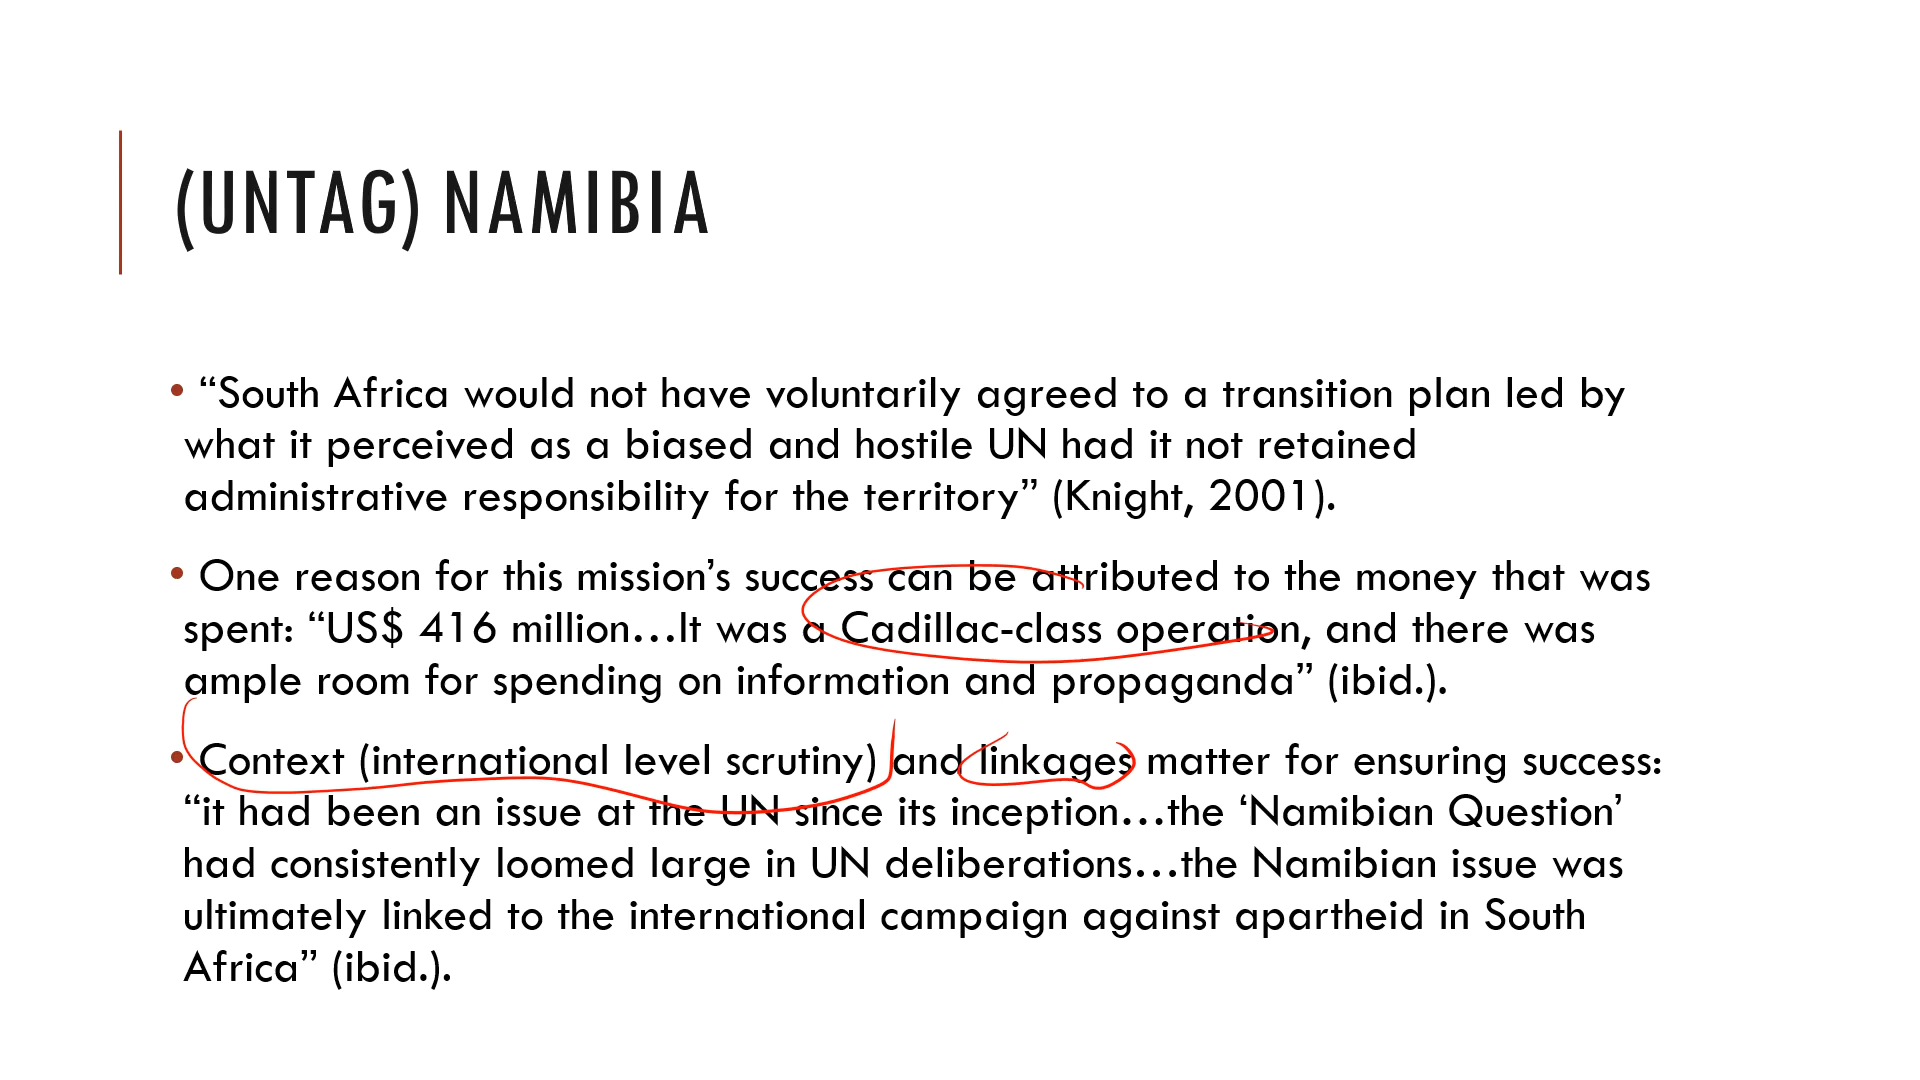 (UNTAG) NAMIBIA
• “South Africa would not have voluntarily agreed to a transition plan led by
what it perceived as a biased and hostile UN had it not retained
administrative responsibility for the territory” (Knight, 2001).
• One reason for this mission’s success can be attributed to the money that was
spent: “US$ 416 million…It was a Cadillac-class operation, and there was
ample room for spending on information and propaganda” (ibid.).
• Context (international level scrutiny) and linkages matter for ensuring success:
“it had been an issue at the UN since its inception…the ‘Namibian Question’
had consistently loomed large in UN deliberations…the Namibian issue was
ultimately linked to the international campaign against apartheid in South
Africa” (ibid.).